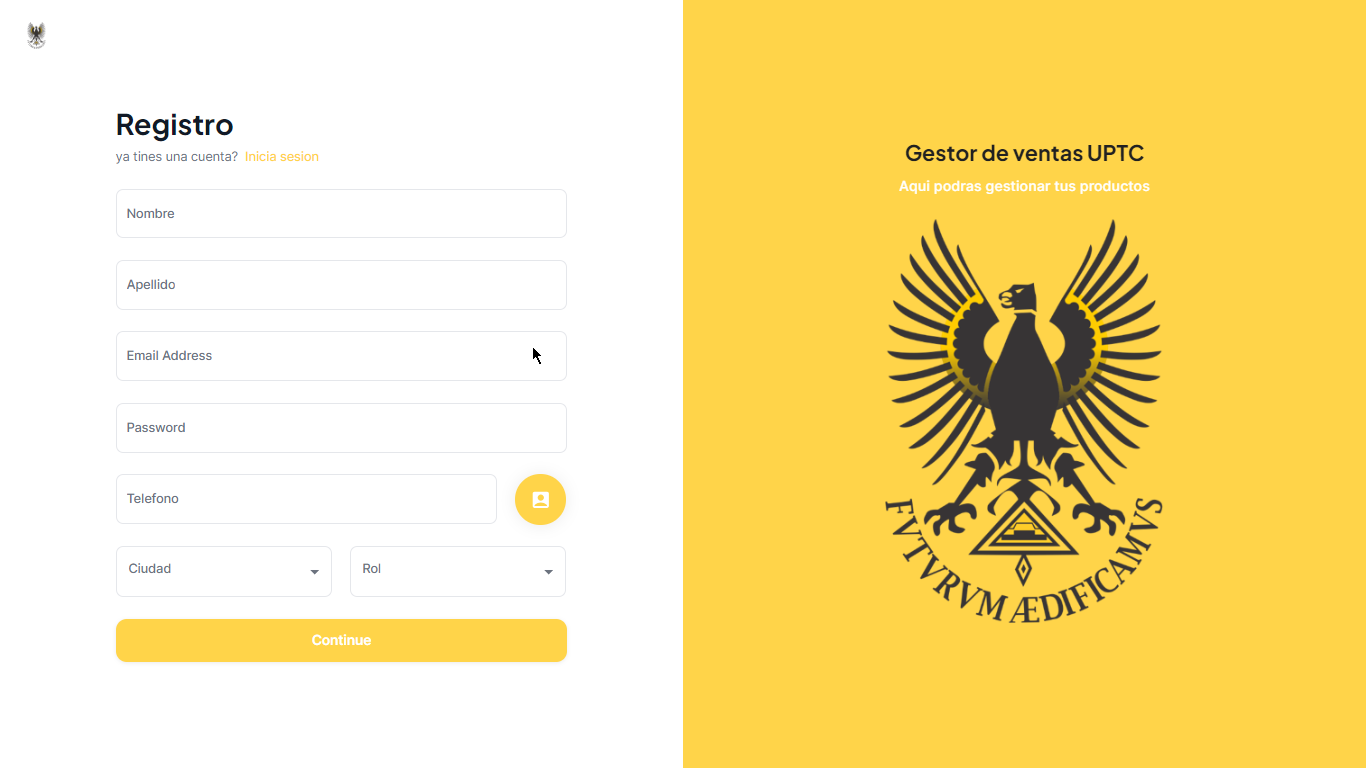 Registro
ya tines una cuenta? Inicia sesion
Nombre
Apellido
Email Address
Password
Telefono
Ciudad
Rol
Continue
Gestor de ventas UPTC
Aqui podras gestionar tus productos
FVTVRVM ÆDIFICAMVS